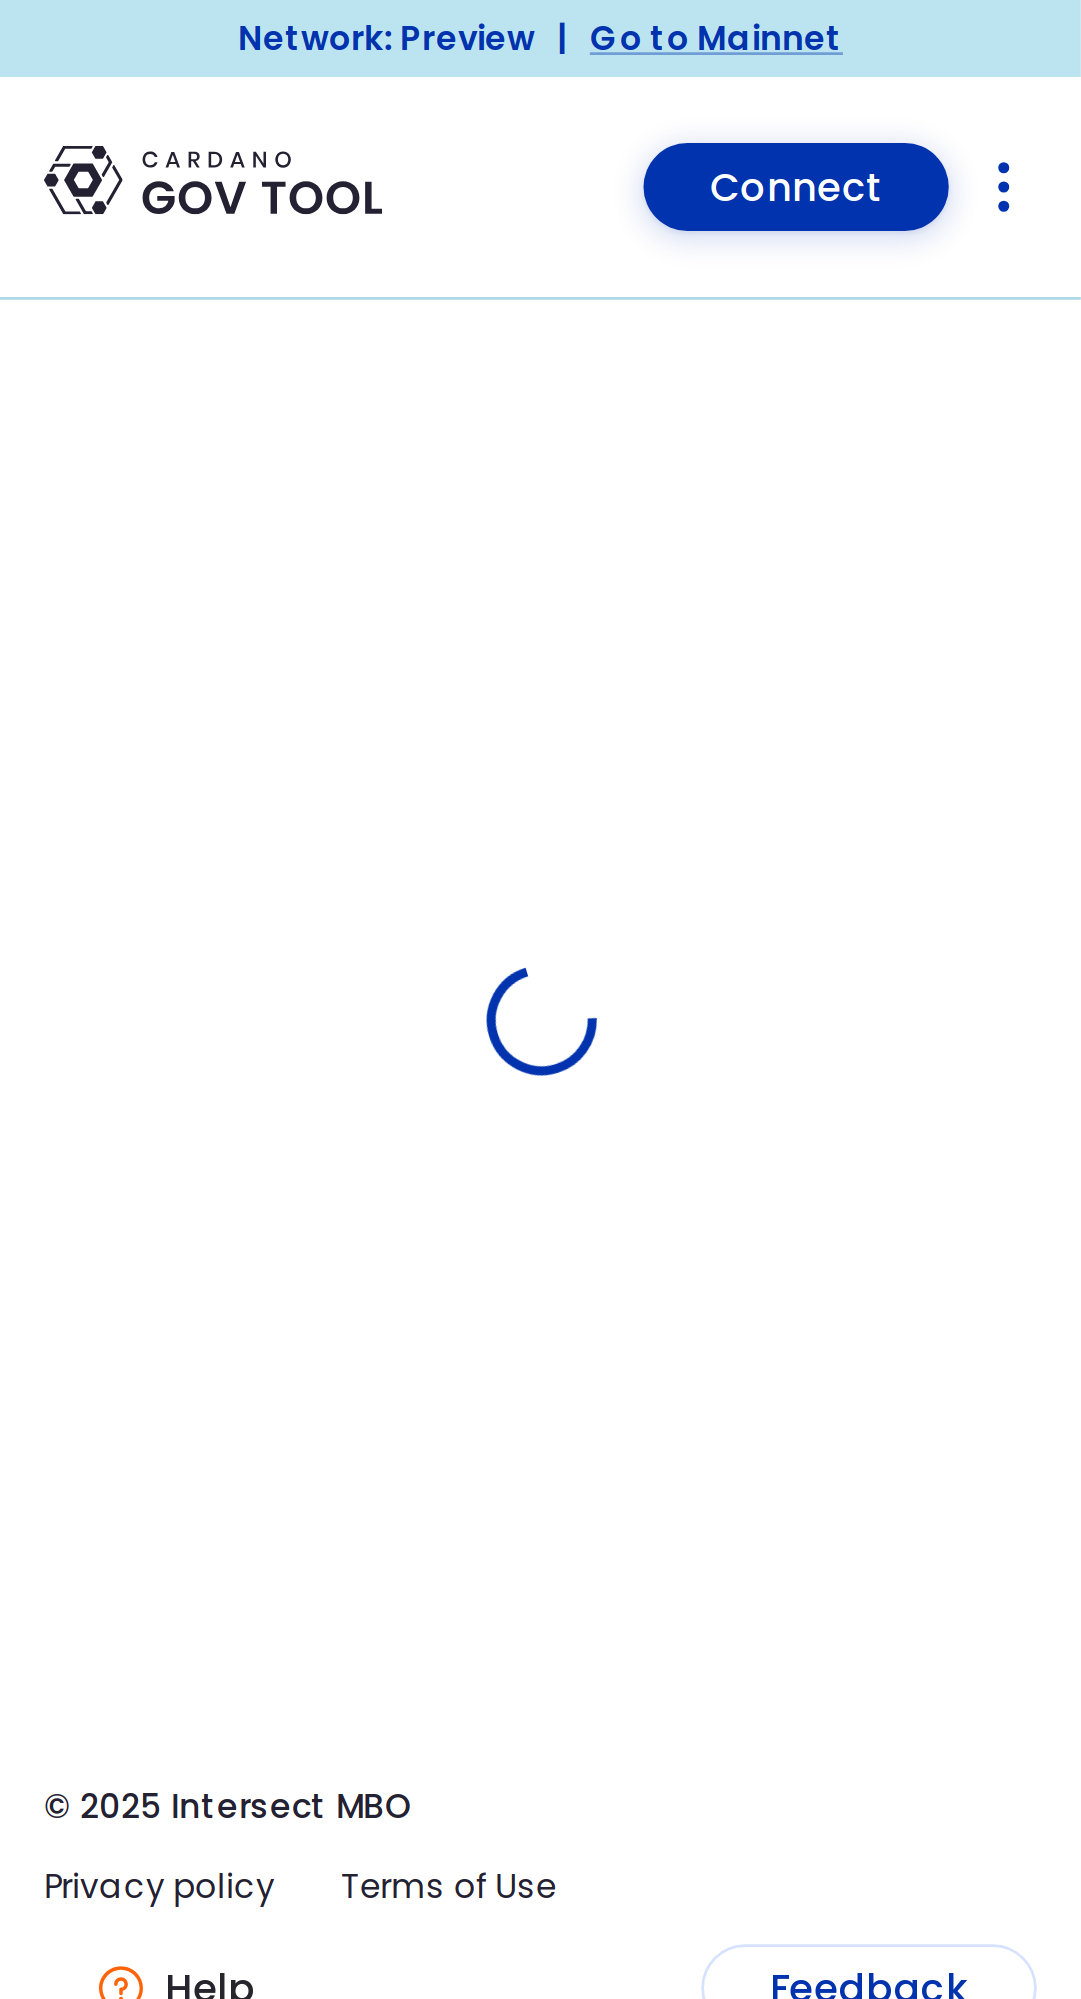 Network: Preview | Go to Mainnet
CARDANO
GOV TOOL
Connect
© 2025 Intersect MBO
Privacy policy Terms of Use
Help
Feedback